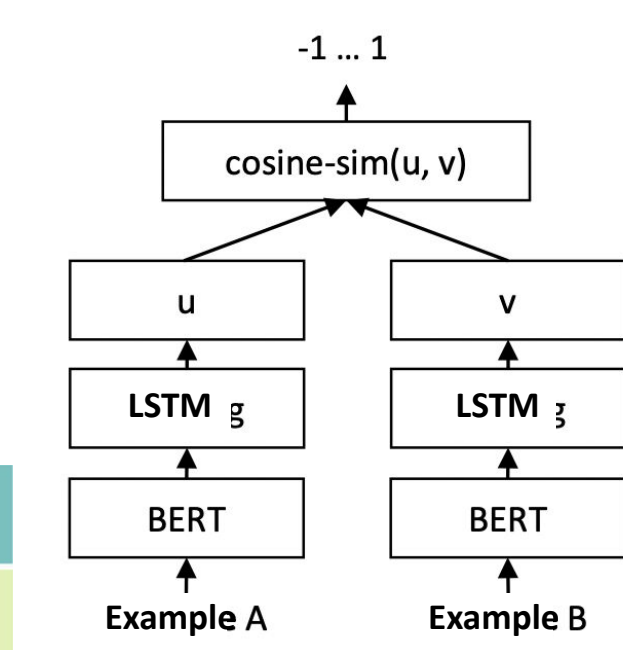 -1 ... 1
cosine-sim(u, v)
u v
LSTM g LSTM g
BERT BERT
Example A Example B